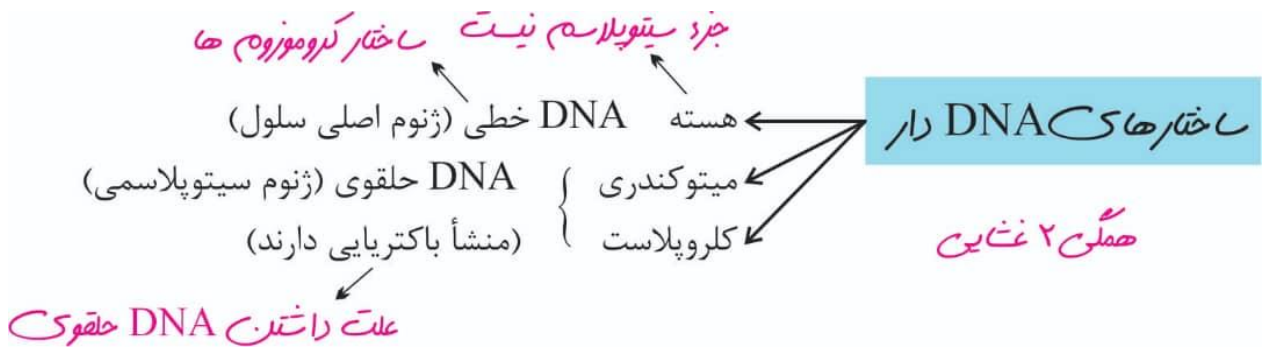 جزء سیتوپلاسم نیست
ساختار کروموزوم ها
ساختارهای DNA دار
هسته DNA خطی (ژنوم اصلی سلول)
میتوکندری DNA حلقوی (ژنوم سیتوپلاسمی)
کلروپلاست (منشأ باکتریایی دارند)
همگی ۲ غشایی
علت داشتن DNA حلقوی